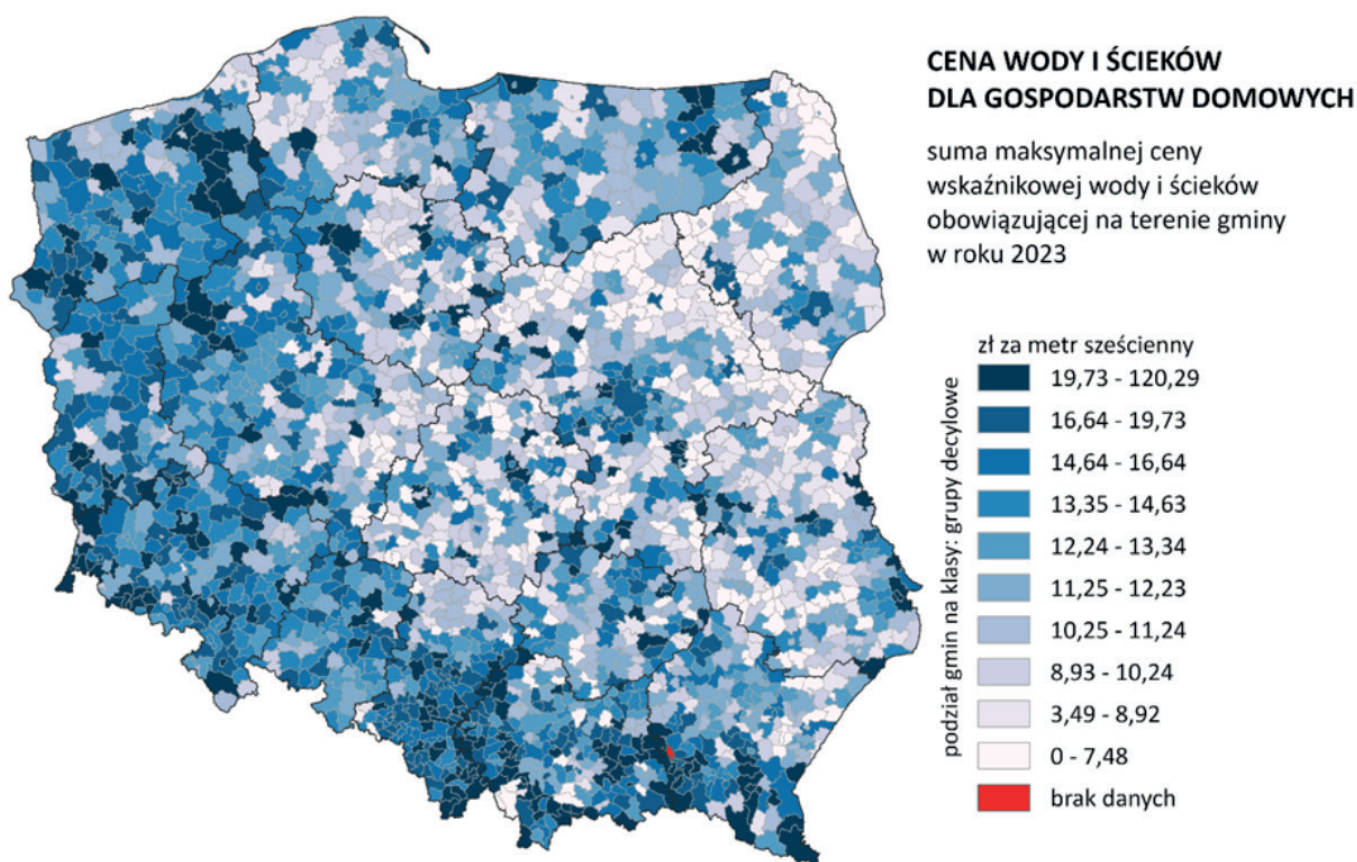 CENA WODY I ŚCIEKÓW
DLA GOSPODARSTW DOMOWYCH
suma maksymalnej ceny
wskaźnikowej wody i ścieków
obowiązującej na terenie gminy
w roku 2023
zł za metr sześcienny
podział gmin na klasy: grupy decylowe
19,73 - 120,29
16,64 - 19,73
14,64 - 16,64
13,35 - 14,63
12,24 - 13,34
11,25 - 12,23
10,25 - 11,24
8,93 - 10,24
3,49 - 8,92
0 - 7,48
brak danych